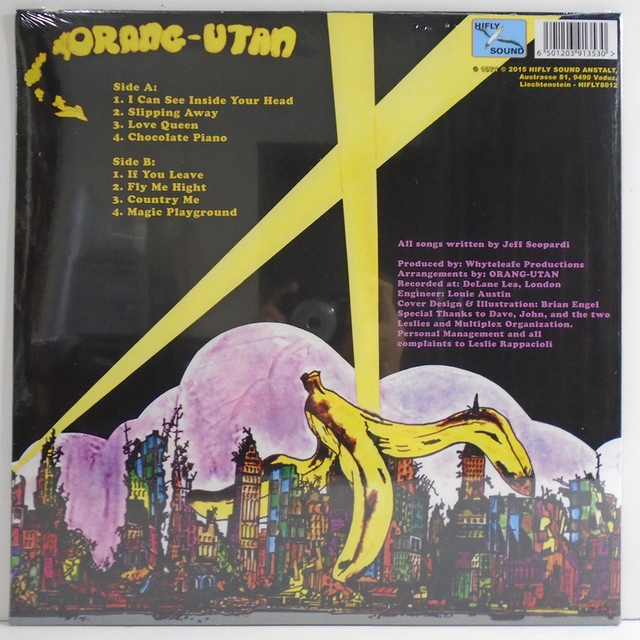 ORANG-UTAN
HIFLY
SOUND
6 501203 913530 >
℗ 1971 © 2015 HIFLY SOUND ANSTALT,
Austrasse 81, 9490 Vaduz,
Liechtenstein - HIFLY8012
Side A:
1. I Can See Inside Your Head
2. Slipping Away
3. Love Queen
4. Chocolate Piano
Side B:
1. If You Leave
2. Fly Me Hight
3. Country Me
4. Magic Playground
All songs written by Jeff Seopardi
Produced by: Whyteleafe Productions
Arrangements by: ORANG-UTAN
Recorded at: DeLane Lea, London
Engineer: Louie Austin
Cover Design & Illustration: Brian Engel
Special Thanks to Dave, John, and the two
Leslies and Multiplex Organization.
Personal Management and all
complaints to Leslie Rappacioli